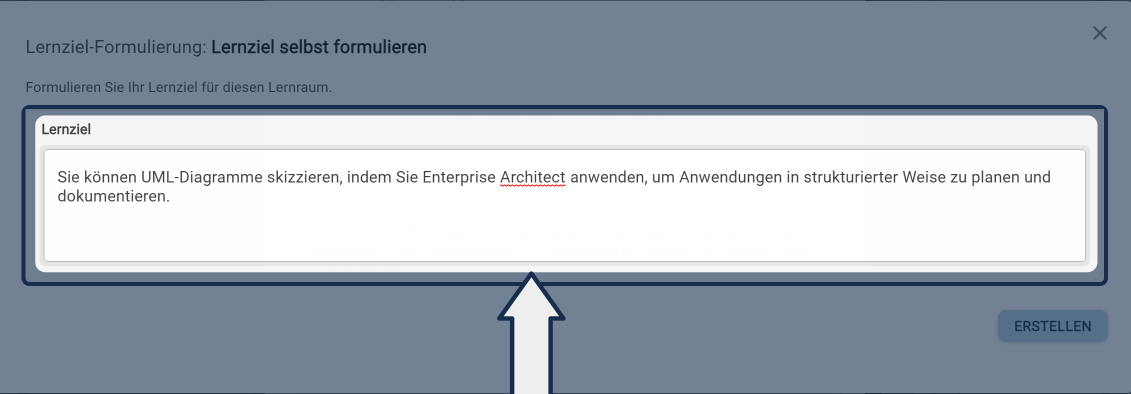 Lernziel-Formulierung: Lernziel selbst formulieren
Formulieren Sie Ihr Lernziel für diesen Lernraum.
Lernziel
Sie können UML-Diagramme skizzieren, indem Sie Enterprise Architect anwenden, um Anwendungen in strukturierter Weise zu planen und
dokumentieren.
ERSTELLEN